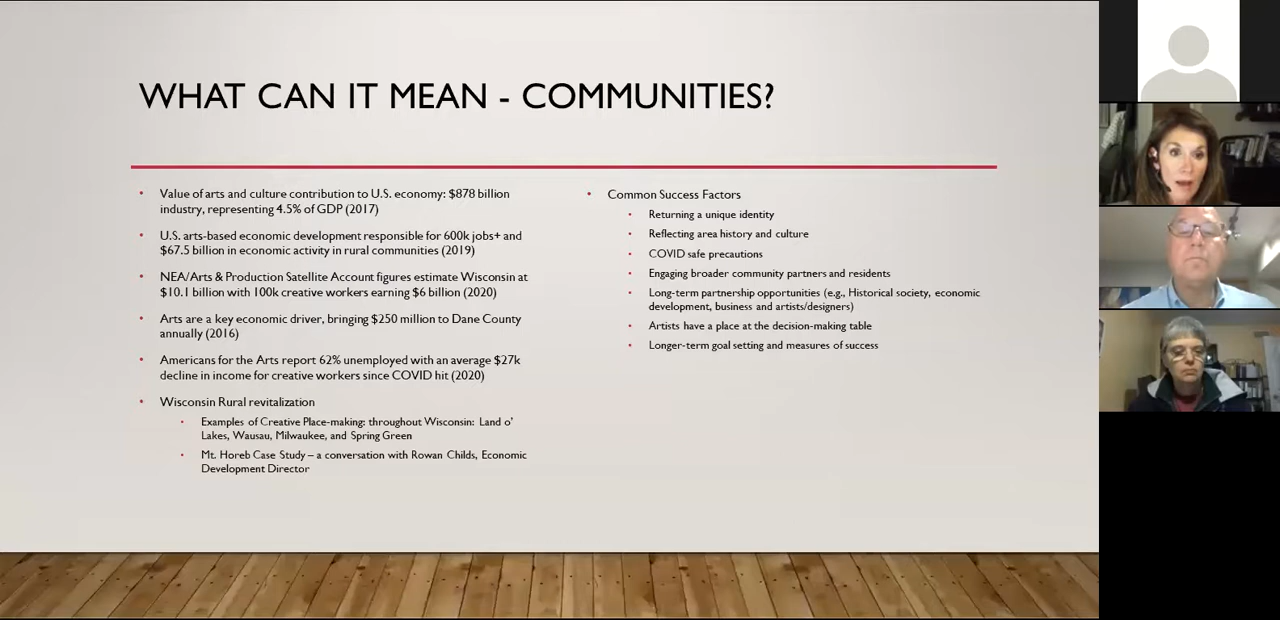 WHAT CAN IT MEAN - COMMUNITIES?
• Value of arts and culture contribution to U.S. economy: $878 billion
industry, representing 4.5% of GDP (2017)
• U.S. arts-based economic development responsible for 600k jobs+ and
$67.5 billion in economic activity in rural communities (2019)
• NEA/Arts & Production Satellite Account figures estimate Wisconsin at
$10.1 billion with 100k creative workers earning $6 billion (2020)
• Arts are a key economic driver, bringing $250 million to Dane County
annually (2016)
• Americans for the Arts report 62% unemployed with an average $27k
decline in income for creative workers since COVID hit (2020)
• Wisconsin Rural revitalization
• Examples of Creative Place-making: throughout Wisconsin: Land o'
Lakes, Wausau, Milwaukee, and Spring Green
• Mt. Horeb Case Study – a conversation with Rowan Childs, Economic
Development Director
• Common Success Factors
• Returning a unique identity
• Reflecting area history and culture
• COVID safe precautions
• Engaging broader community partners and residents
• Long-term partnership opportunities (e.g., Historical society, economic
development, business and artists/designers)
• Artists have a place at the decision-making table
• Longer-term goal setting and measures of success